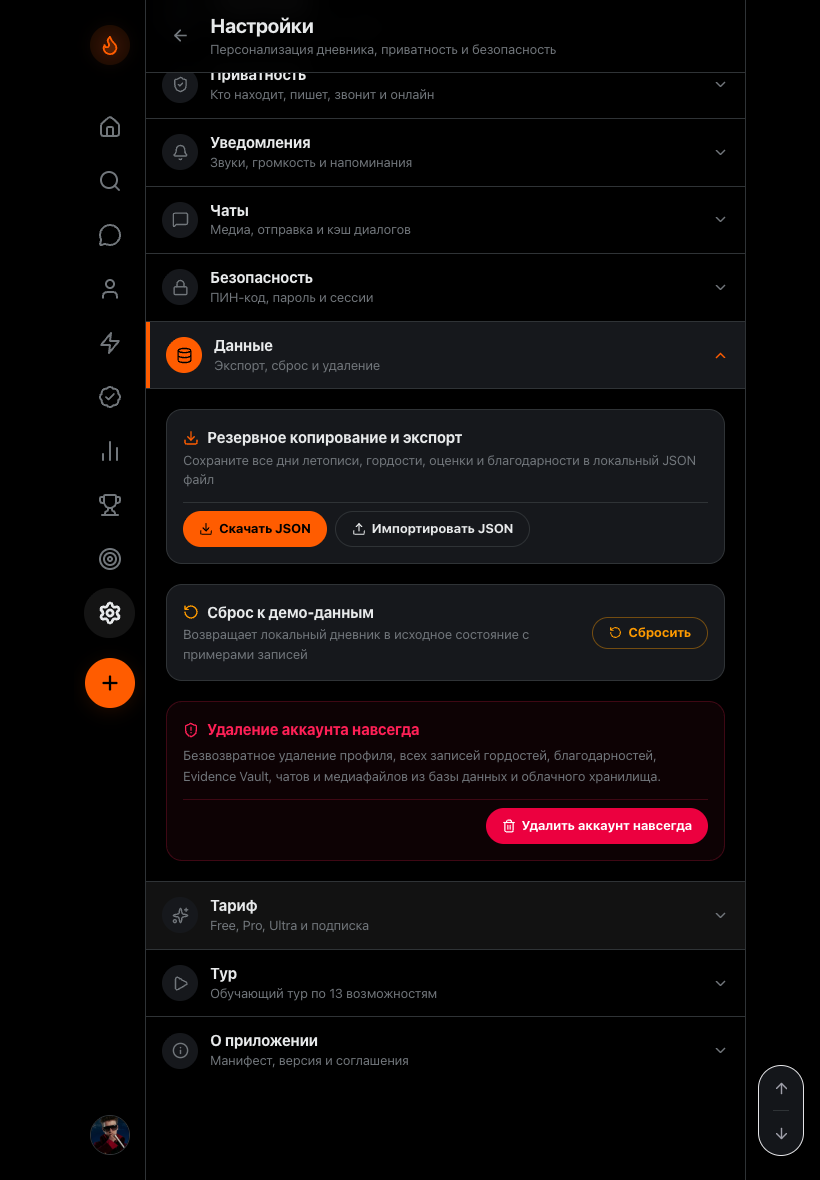 Настройки
Персонализация дневника, приватность и безопасность
Приватность
Кто находит, пишет, звонит и онлайн
Уведомления
Звуки, громкость и напоминания
Чаты
Медиа, отправка и кэш диалогов
Безопасность
ПИН-код, пароль и сессии
Данные
Экспорт, сброс и удаление
Резервное копирование и экспорт
Сохраните все дни летописи, гордости, оценки и благодарности в локальный JSON
файл
Скачать JSON
Импортировать JSON
Сброс к демо-данным
Возвращает локальный дневник в исходное состояние с
примерами записей
Сбросить
Удаление аккаунта навсегда
Безвозвратное удаление профиля, всех записей гордостей, благодарностей,
Evidence Vault, чатов и медиафайлов из базы данных и облачного хранилища.
Удалить аккаунт навсегда
Тариф
Free, Pro, Ultra и подписка
Тур
Обучающий тур по 13 возможностям
О приложении
Манифест, версия и соглашения